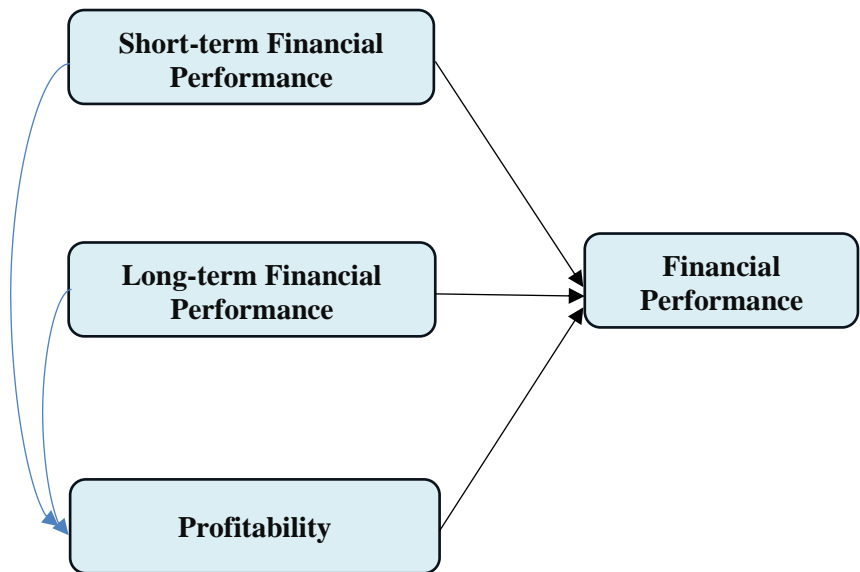 Short-term Financial
Performance
Long-term Financial
Performance
Financial
Performance
Profitability